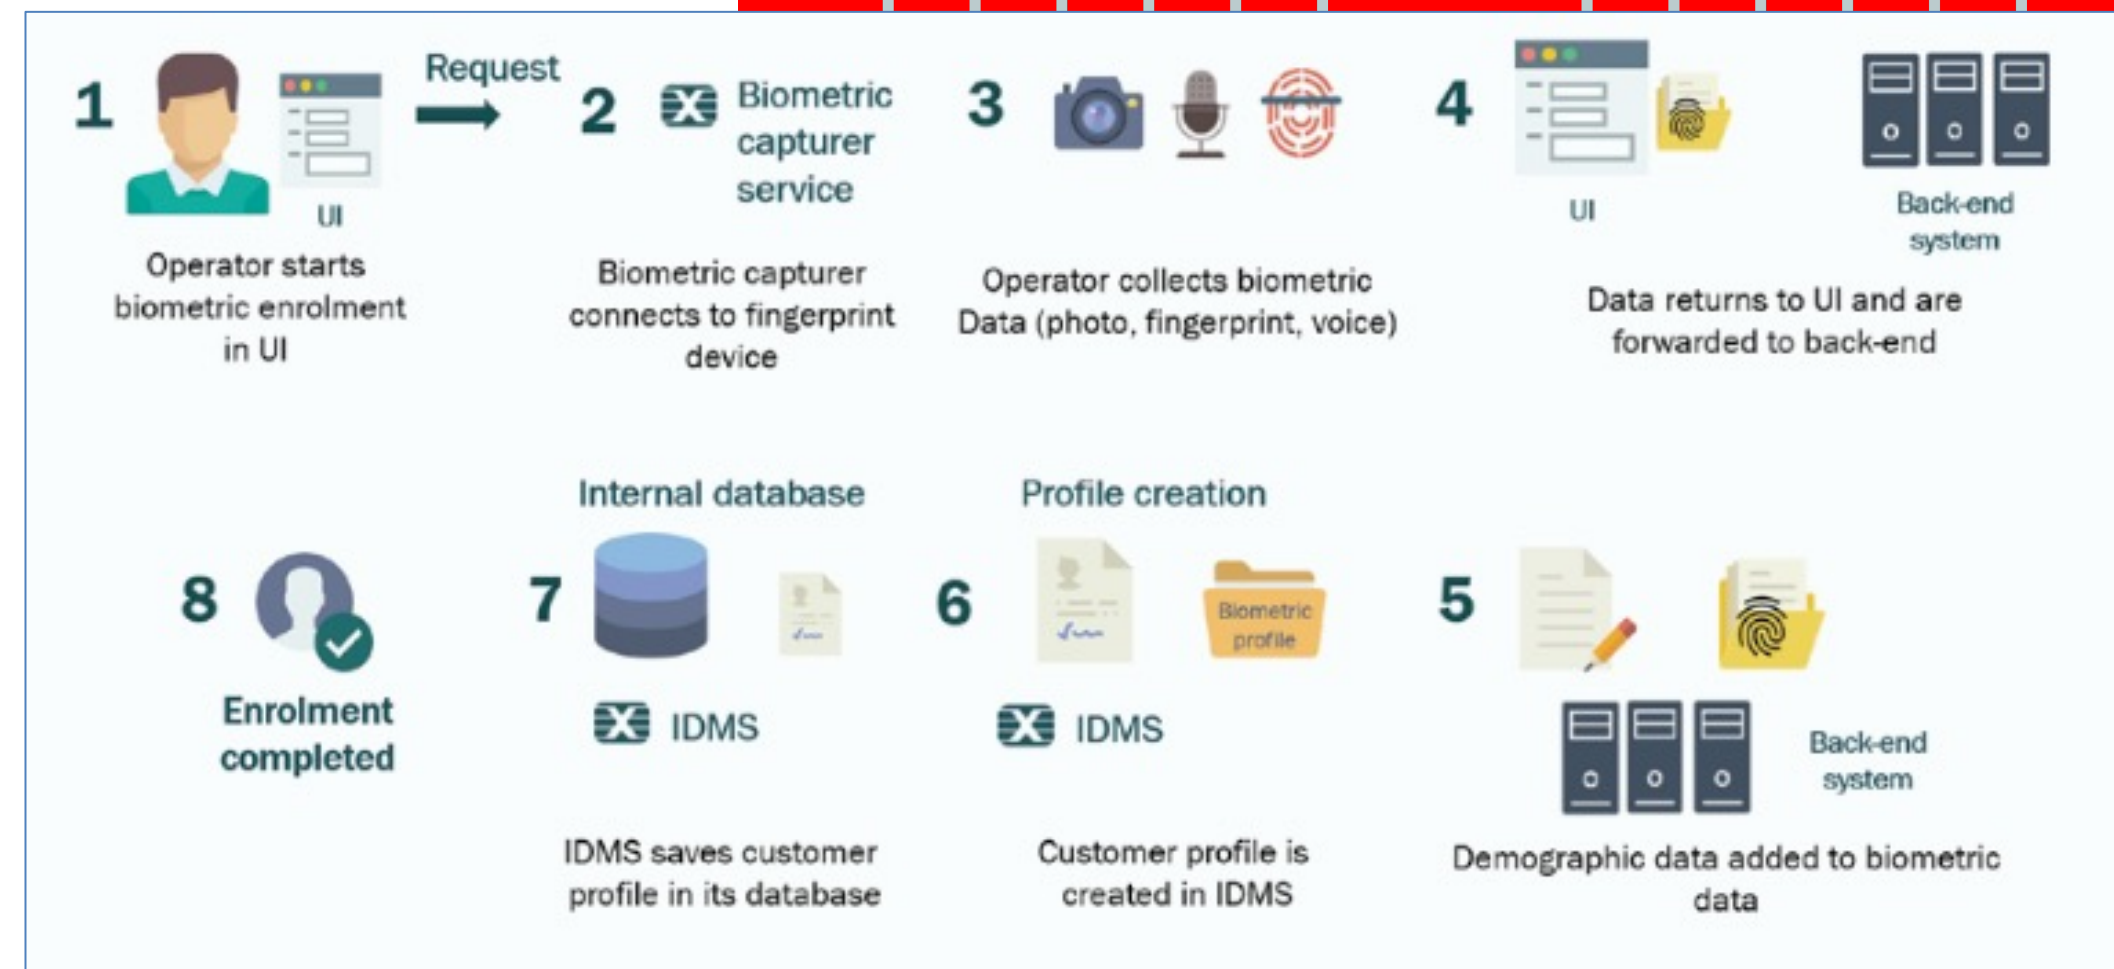 1
UI
Operator starts
biometric enrolment
in UI
Request
2
Biometric
capturer
service
Biometric capturer
connects to fingerprint
device
3
Operator collects biometric
Data (photo, fingerprint, voice)
4
UI
Back-end
system
Data returns to UI and are
forwarded to back-end
5
Back-end
system
Demographic data added to biometric
data
Profile creation
6
Biometric
profile
X IDMS
Customer profile is
created in IDMS
Internal database
7
X IDMS
IDMS saves customer
profile in its database
8
Enrolment
completed